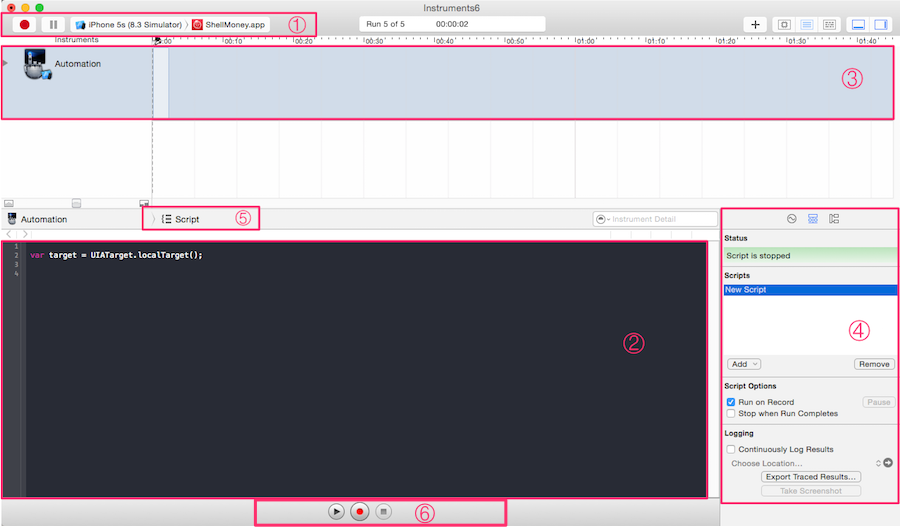 Instruments6
iPhone 5s (8.3 Simulator) 〉 ShellMoney.app ①
Run 5 of 5 00:00:02
Instruments
00:00 00:10 00:20 00:30 00:40 00:50 01:00 01:10 01:20 01:30 01:40
Automation
③
Automation 〉 Script ⑤
Instrument Detail
1
2 var target = UIATarget.localTarget();
3
4
②
Status
Script is stopped
Scripts
New Script
④
Add Remove
Script Options
Run on Record Pause
Stop when Run Completes
Logging
Continuously Log Results
Choose Location...
Export Traced Results...
Take Screenshot
⑥